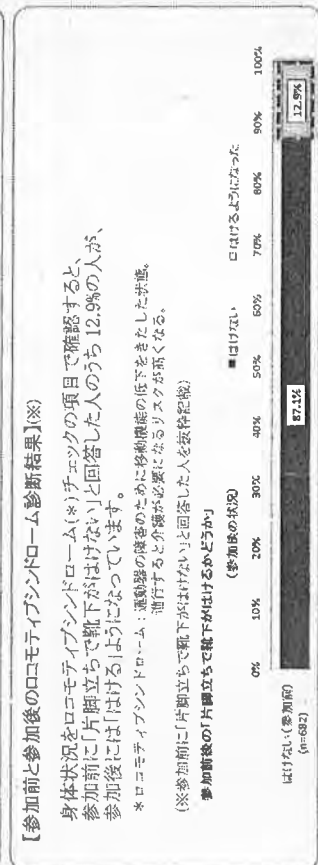 【参加前と参加後のロコモティブシンドローム診断結果】(※)
身体状況をロコモティブシンドローム(*)チェックの項目で確認すると、
参加前に「片脚立ちで靴下がはけない」と回答した人のうち 12.9%の人が、
参加後には「はける」ようになっています。
*ロコモティブシンドローム:運動器の障害のために移動機能の低下をきたした状態。
進行すると介護が必要になるリスクが高くなる。
(※参加前に「片脚立ちで靴下がはけない」と回答した人を抜粋記載)
参加前後の「片脚立ちで靴下がはけるかどうか」
(参加後の状況)
■はけない □はけるようになった
0% 10% 20% 30% 40% 50% 60% 70% 80% 90% 100%
はけない(参加前)
(n=682)
87.1%
12.9%